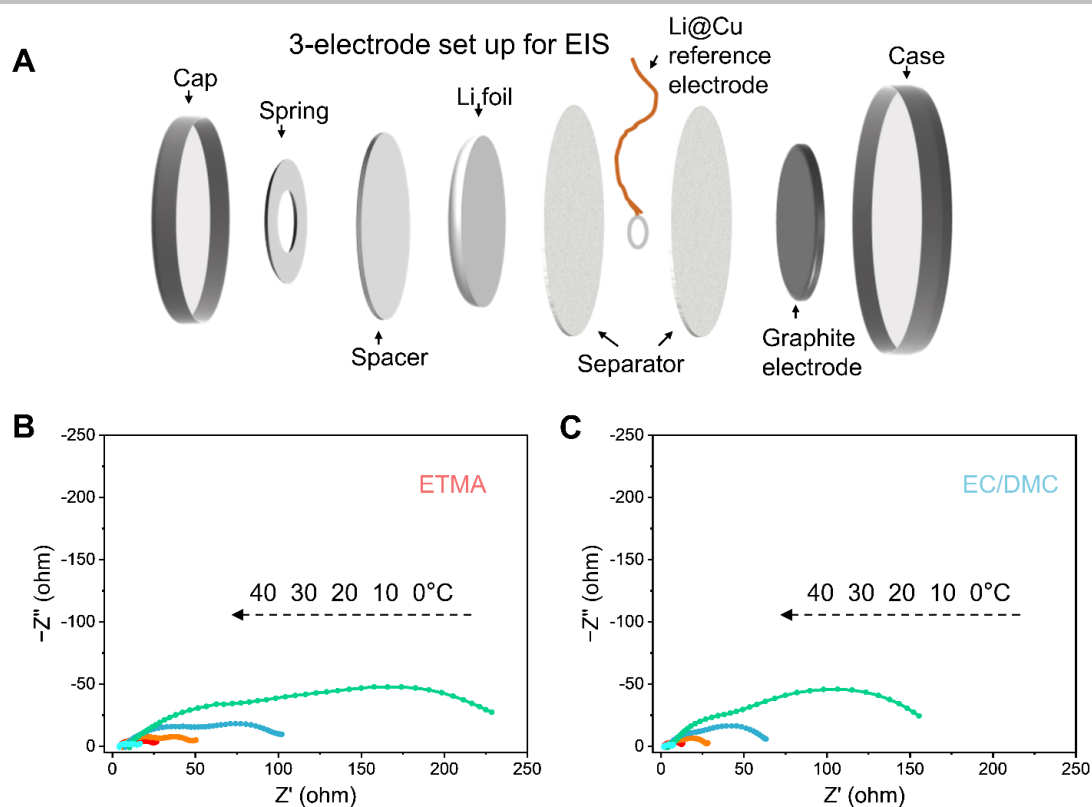 A
3-electrode set up for EIS
Cap
Spring
Li foil
Li@Cu
reference
electrode
Case
Spacer
Separator
Graphite
electrode
B
-250
-200
-150
-100
-50
0
−Z" (ohm)
ETMA
40 30 20 10 0°C
0 50 100 150 200 250
Z' (ohm)
C
-250
-200
-150
-100
-50
0
−Z" (ohm)
EC/DMC
40 30 20 10 0°C
0 50 100 150 200 250
Z' (ohm)